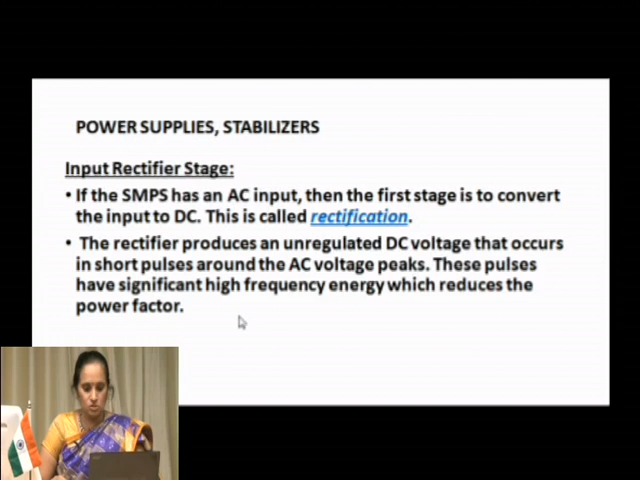 POWER SUPPLIES, STABILIZERS
Input Rectifier Stage:
• If the SMPS has an AC input, then the first stage is to convert
the input to DC. This is called rectification.
• The rectifier produces an unregulated DC voltage that occurs
in short pulses around the AC voltage peaks. These pulses
have significant high frequency energy which reduces the
power factor.